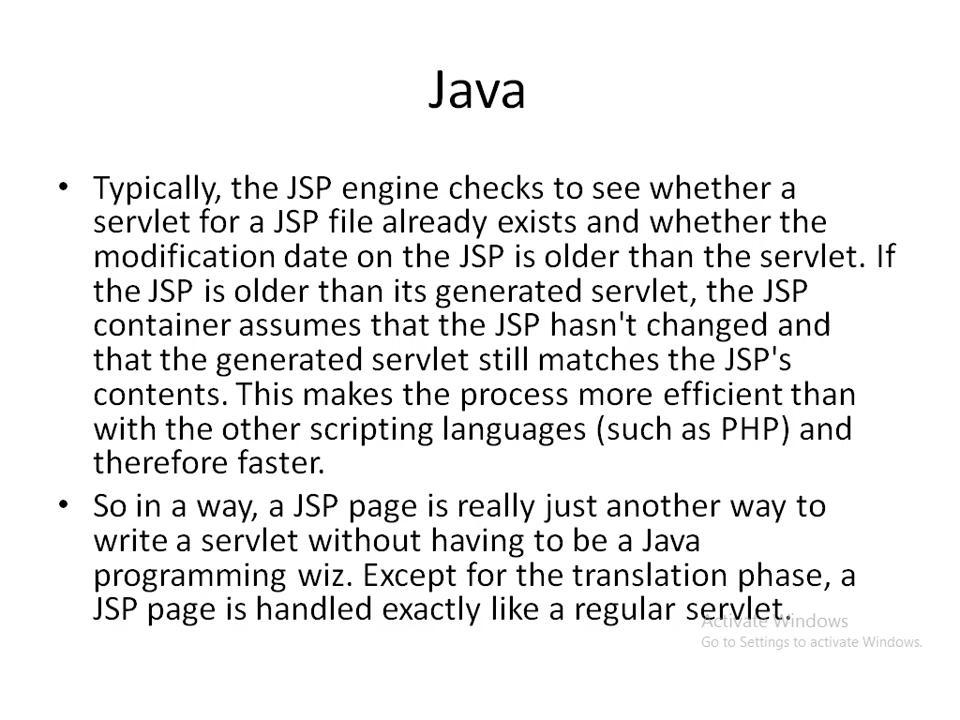 Java
• Typically, the JSP engine checks to see whether a
servlet for a JSP file already exists and whether the
modification date on the JSP is older than the servlet. If
the JSP is older than its generated servlet, the JSP
container assumes that the JSP hasn't changed and
that the generated servlet still matches the JSP's
contents. This makes the process more efficient than
with the other scripting languages (such as PHP) and
therefore faster.
• So in a way, a JSP page is really just another way to
write a servlet without having to be a Java
programming wiz. Except for the translation phase, a
JSP page is handled exactly like a regular servlet.
Activate Windows
Go to Settings to activate Windows.